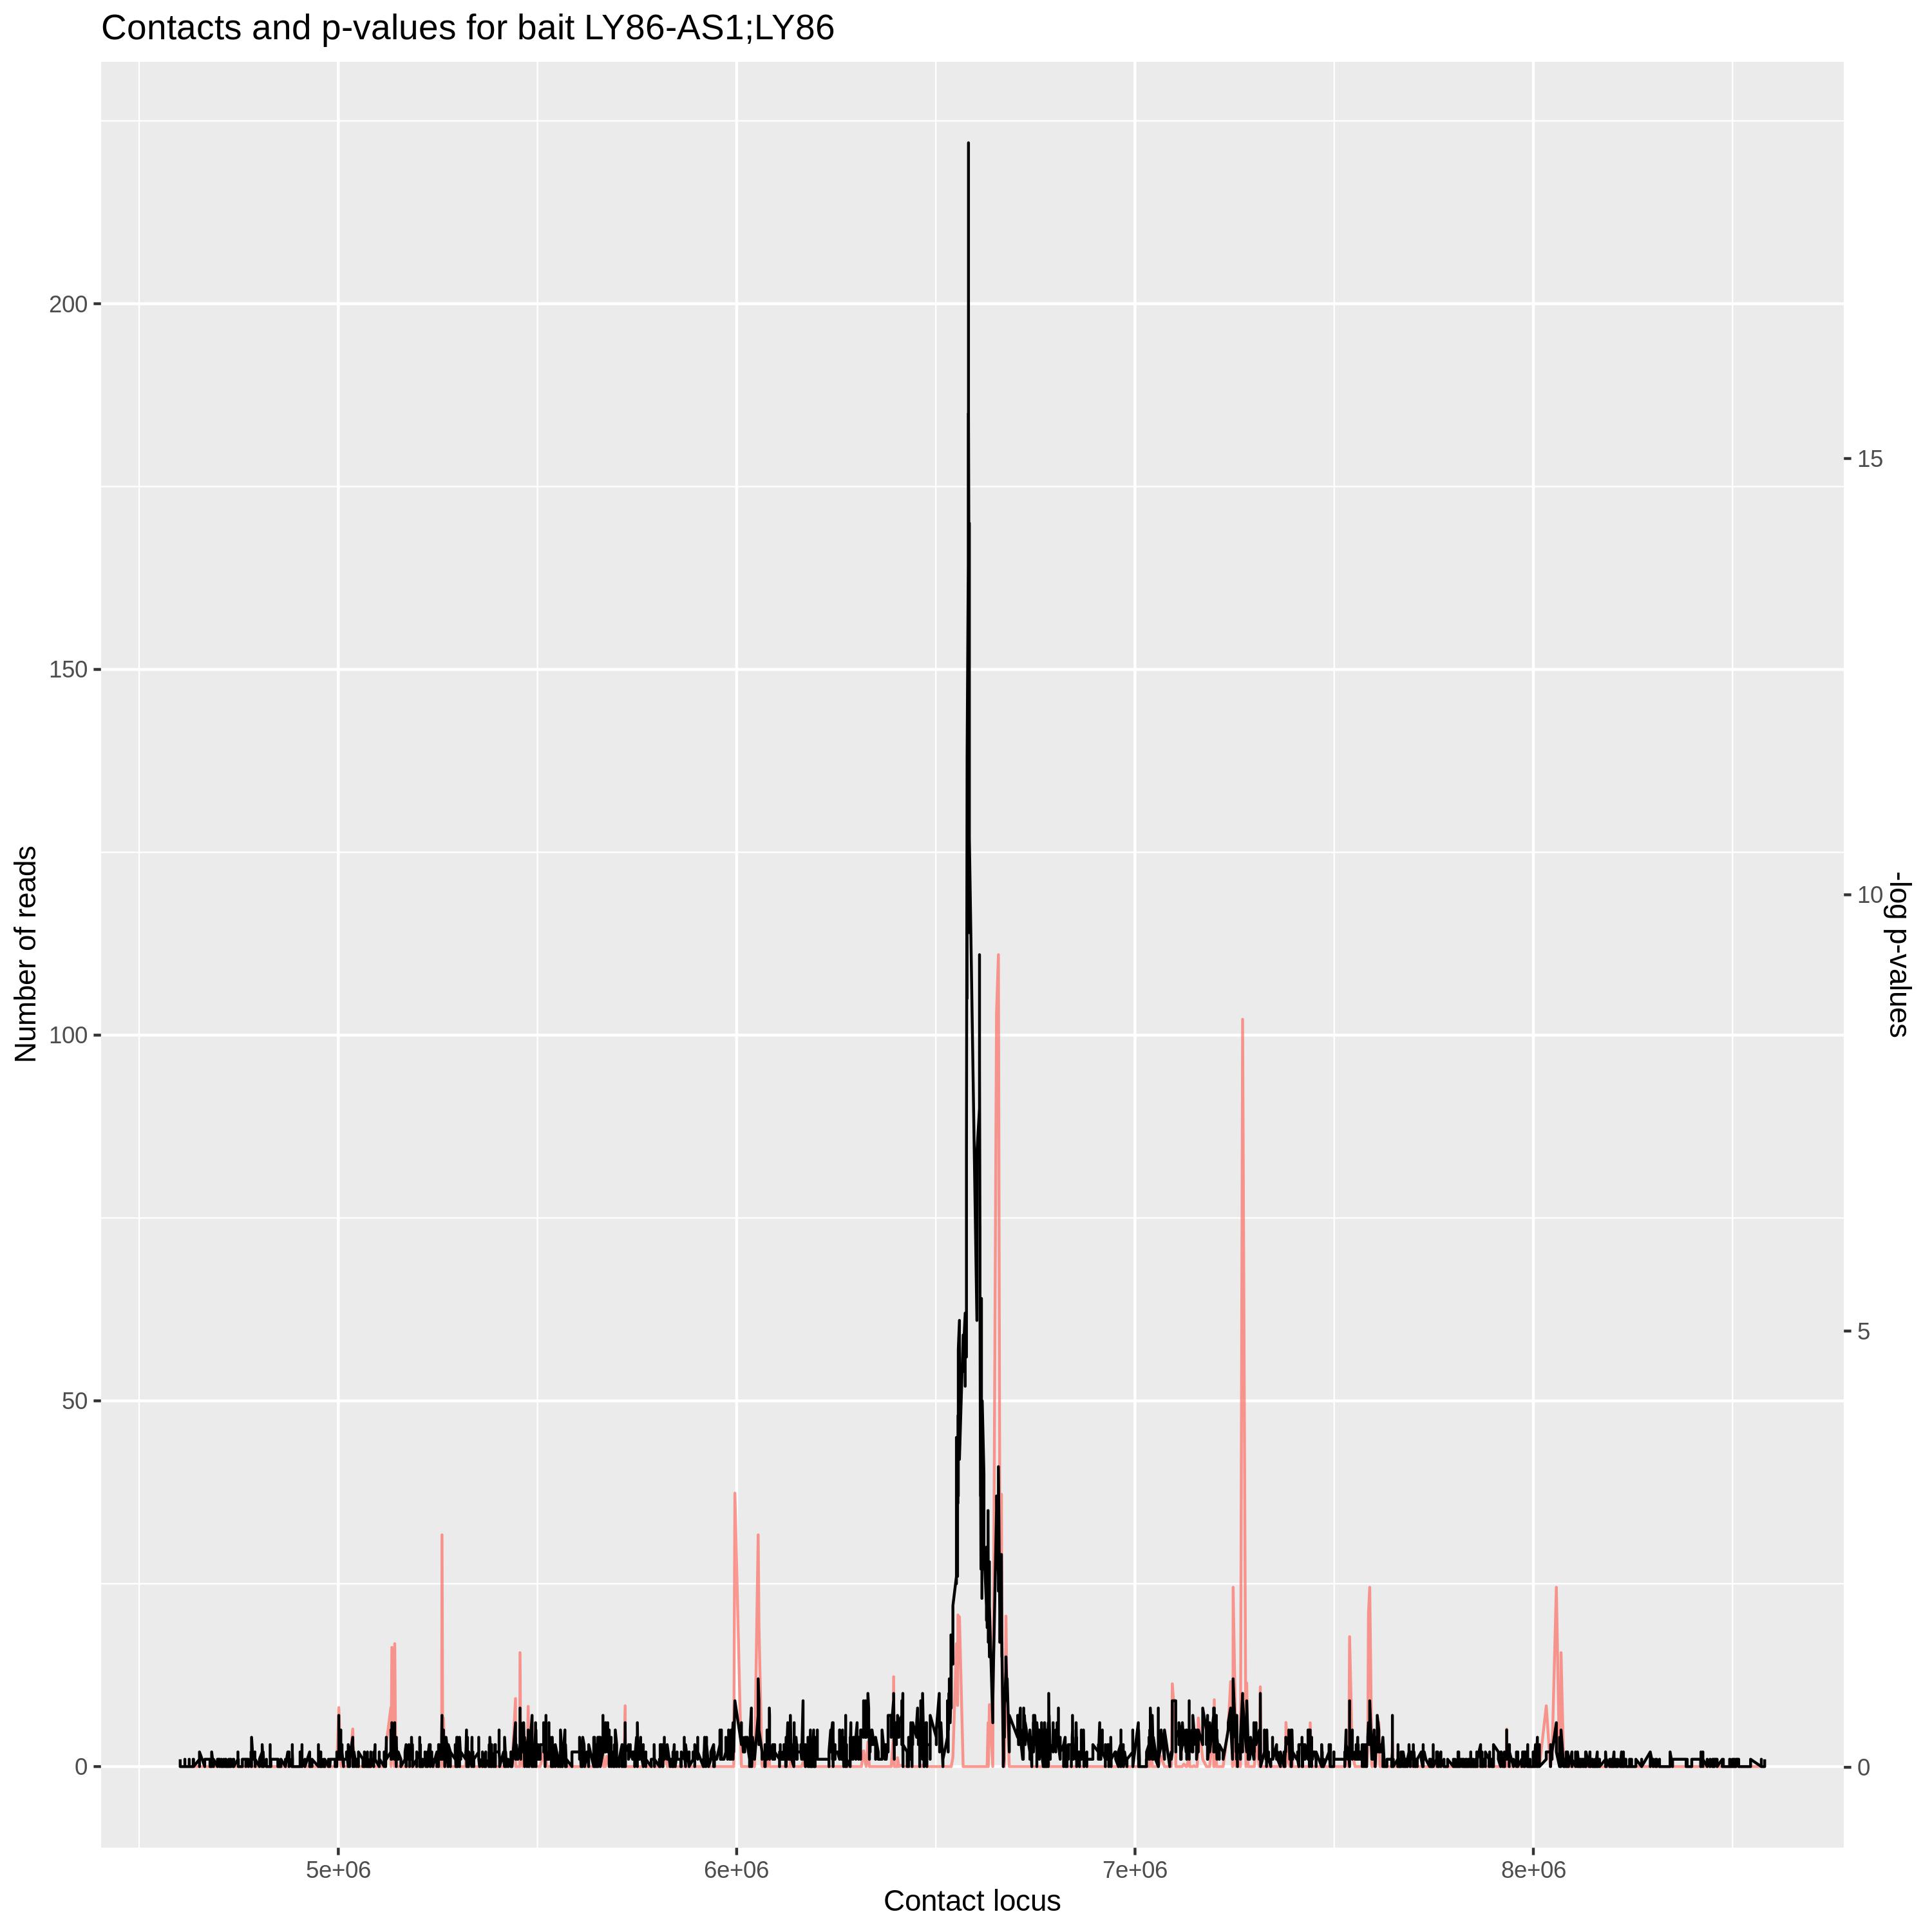 Contacts and p-values for bait LY86-AS1;LY86
200
150
100
50
0
Number of reads
15
10
5
0
-log p-values
5e+06 6e+06 7e+06 8e+06
Contact locus